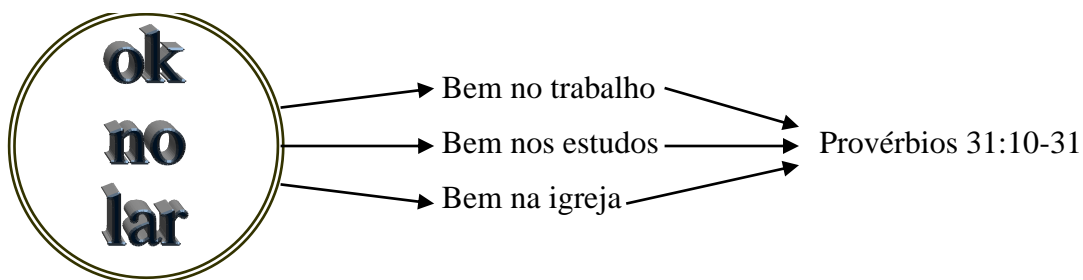 ok
no
lar
Bem no trabalho
Bem nos estudos
Bem na igreja
Provérbios 31:10-31